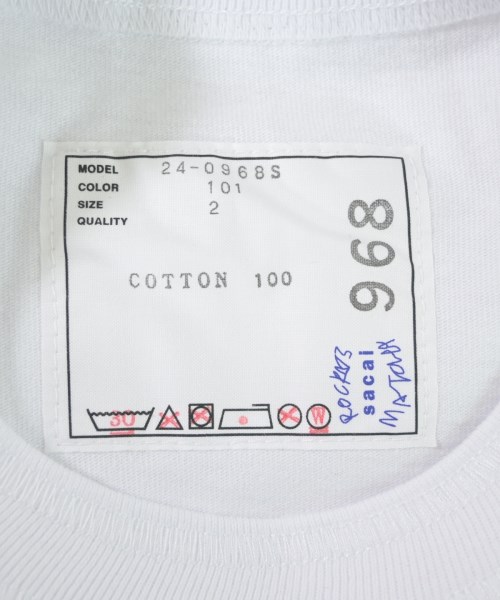 MODEL 24-0968S
COLOR 101
SIZE 2
QUALITY
COTTON 100
968
sacai
30
W